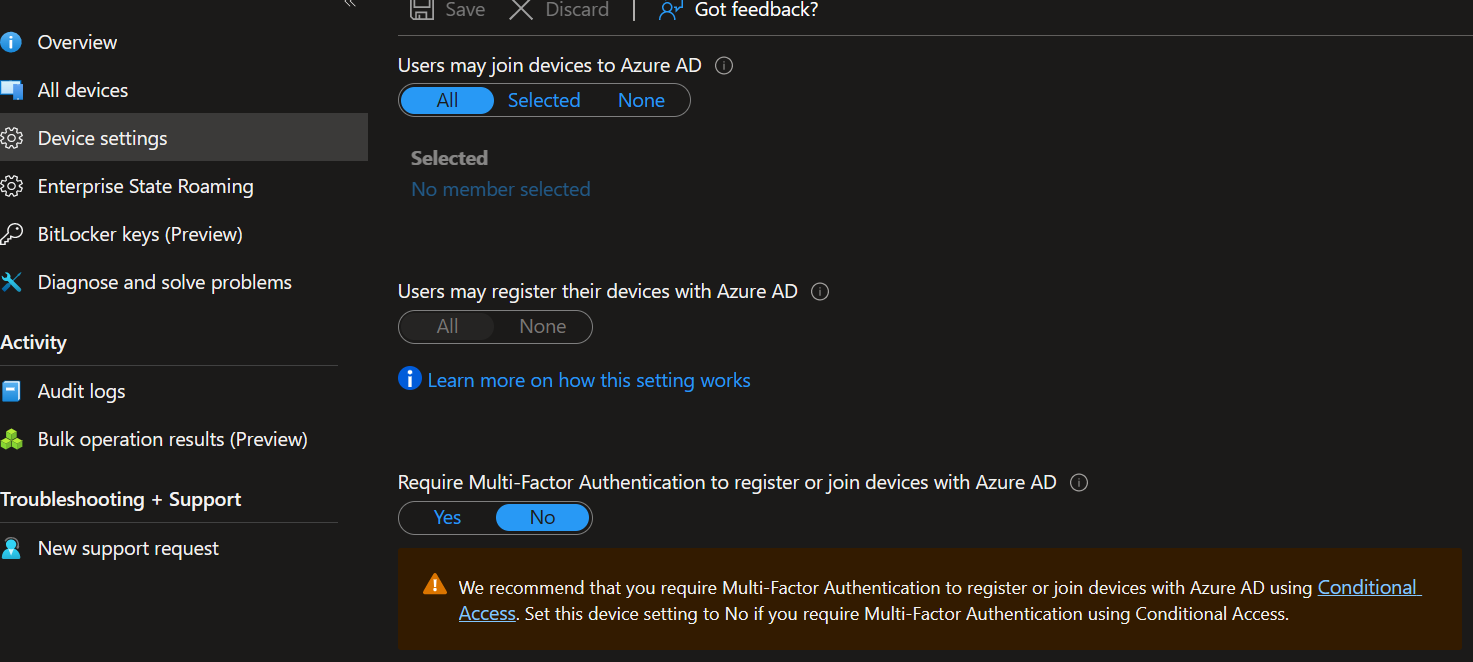 Overview
All devices
Device settings
Enterprise State Roaming
BitLocker keys (Preview)
Diagnose and solve problems
Activity
Audit logs
Bulk operation results (Preview)
Troubleshooting + Support
New support request
Save Discard Got feedback?
Users may join devices to Azure AD
All Selected None
Selected
No member selected
Users may register their devices with Azure AD
All None
Learn more on how this setting works
Require Multi-Factor Authentication to register or join devices with Azure AD
Yes No
We recommend that you require Multi-Factor Authentication to register or join devices with Azure AD using Conditional
Access. Set this device setting to No if you require Multi-Factor Authentication using Conditional Access.